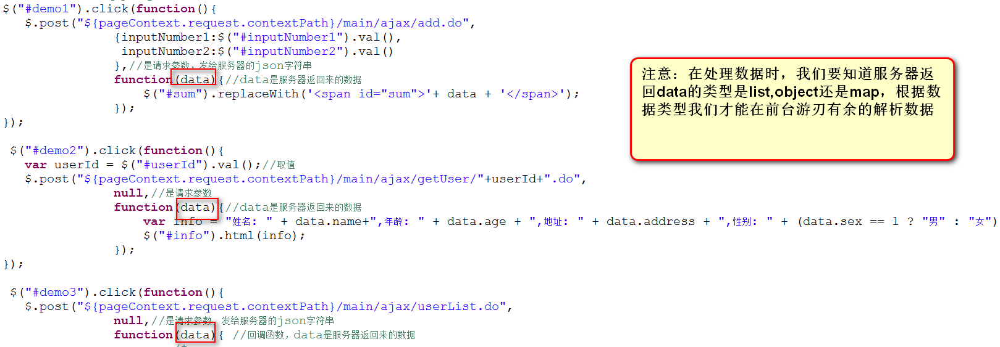 $("#demo1").click(function(){
$.post("${pageContext.request.contextPath}/main/ajax/add.do",
{inputNumber1:$("#inputNumber1").val(),
inputNumber2:$("#inputNumber2").val()
},//是请求参数，发给服务器的json字符串
function(data){//data是服务器返回来的数据
$("#sum").replaceWith('<span id="sum">'+ data + '</span>');
});
});
注意：在处理数据时，我们要知道服务器返
回data的类型是list,object还是map，根据数
据类型我们才能在前台游刃有余的解析数据
$("#demo2").click(function(){
var userId = $("#userId").val();//取值
$.post("${pageContext.request.contextPath}/main/ajax/getUser/"+userId+".do",
null,//是请求参数
function(data){//data是服务器返回来的数据
var info = "姓名: " + data.name+",年龄: " + data.age + ",地址: " + data.address + ",性别: " + (data.sex == 1 ? "男" : "女")
$("#info").html(info);
});
});
$("#demo3").click(function(){
$.post("${pageContext.request.contextPath}/main/ajax/userList.do",
null,//是请求参数，发给服务器的json字符串
function(data){ //回调函数，data是服务器返回来的数据